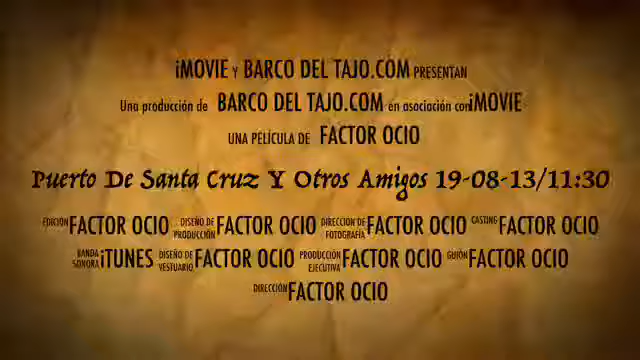 iMOVIE Y BARCO DEL TAJO.COM PRESENTAN
Una producción de BARCO DEL TAJO.COM en asociación con iMOVIE
UNA PELÍCULA DE FACTOR OCIO
Puerto De Santa Cruz Y Otros Amigos 19-08-13/11:30
EDICIÓN FACTOR OCIO DISEÑO DE PRODUCCIÓN FACTOR OCIO DIRECCIÓN DE FOTOGRAFÍA FACTOR OCIO CASTING FACTOR OCIO
BANDA SONORA iTUNES DISEÑO DE VESTUARIO FACTOR OCIO PRODUCCIÓN EJECUTIVA FACTOR OCIO GUIÓN FACTOR OCIO
DIRECCIÓN FACTOR OCIO